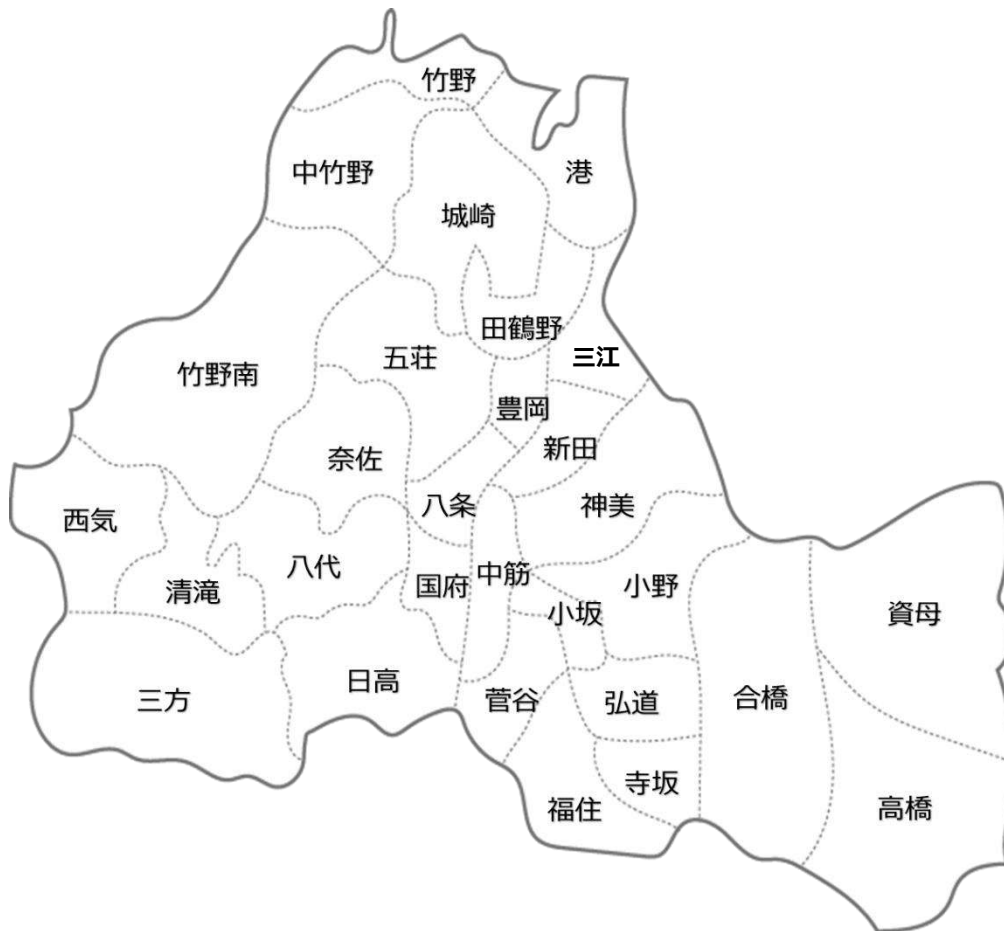 竹野
中竹野
港
城崎
田鶴野
三江
五荘
竹野南
豊岡
新田
奈佐
八条
神美
西気
八代
中筋
国府
小野
清滝
小坂
資母
日高
三方
菅谷
弘道
合橋
寺坂
福住
高橋